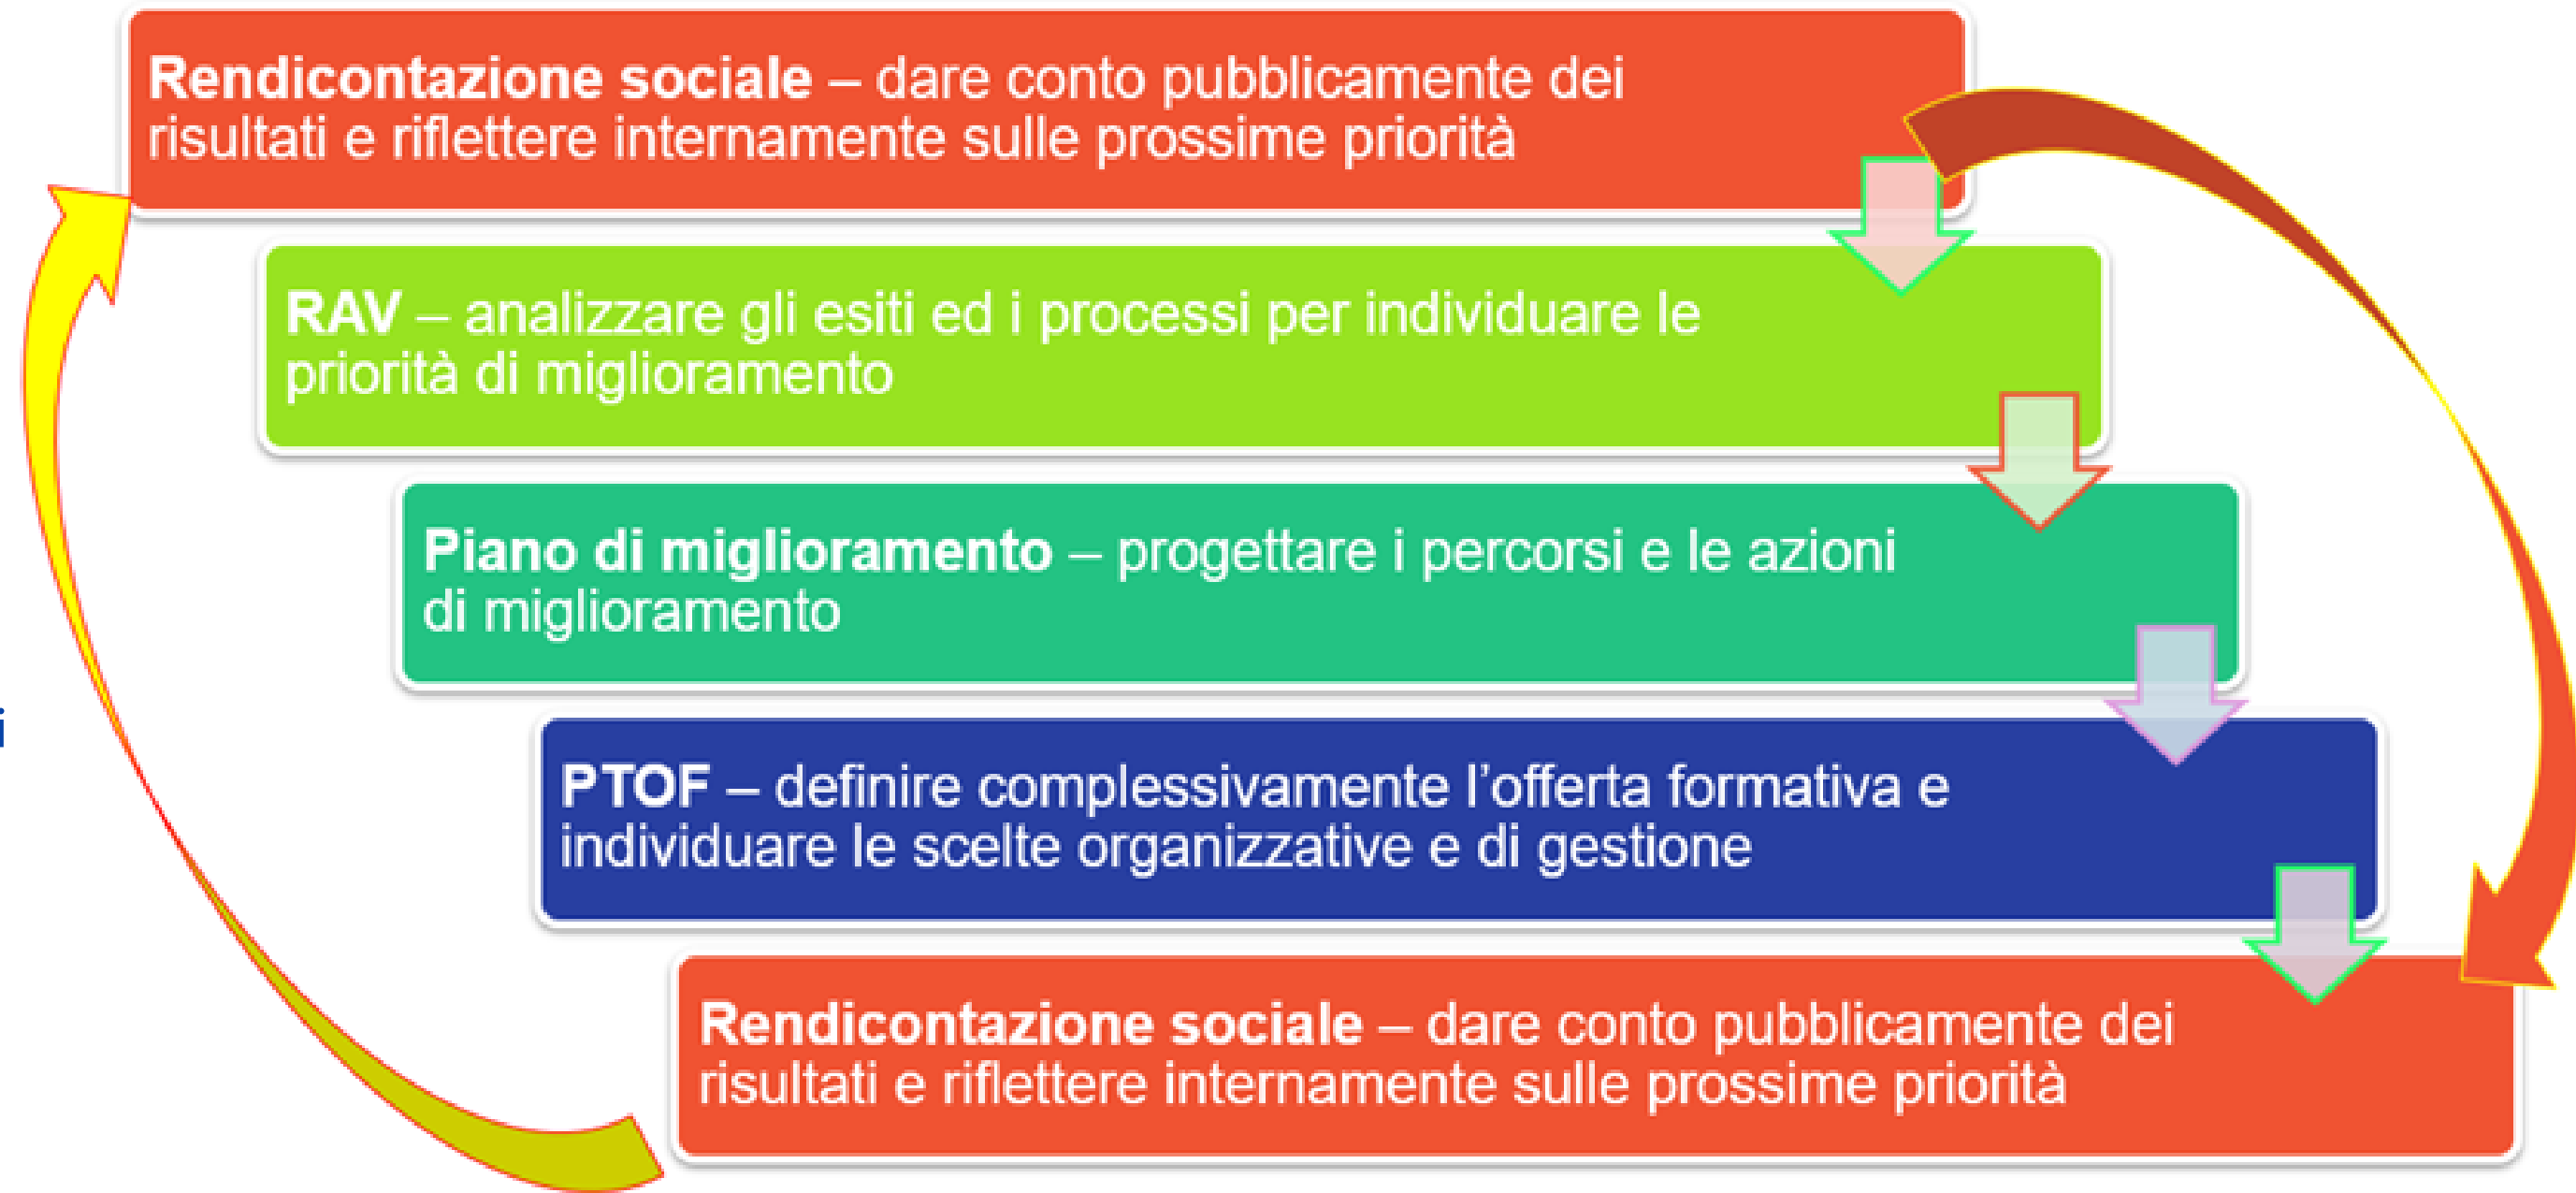 Rendicontazione sociale – dare conto pubblicamente dei
risultati e riflettere internamente sulle prossime priorità
RAV – analizzare gli esiti ed i processi per individuare le
priorità di miglioramento
Piano di miglioramento – progettare i percorsi e le azioni
di miglioramento
i
PTOF – definire complessivamente l’offerta formativa e
individuare le scelte organizzative e di gestione
Rendicontazione sociale – dare conto pubblicamente dei
risultati e riflettere internamente sulle prossime priorità